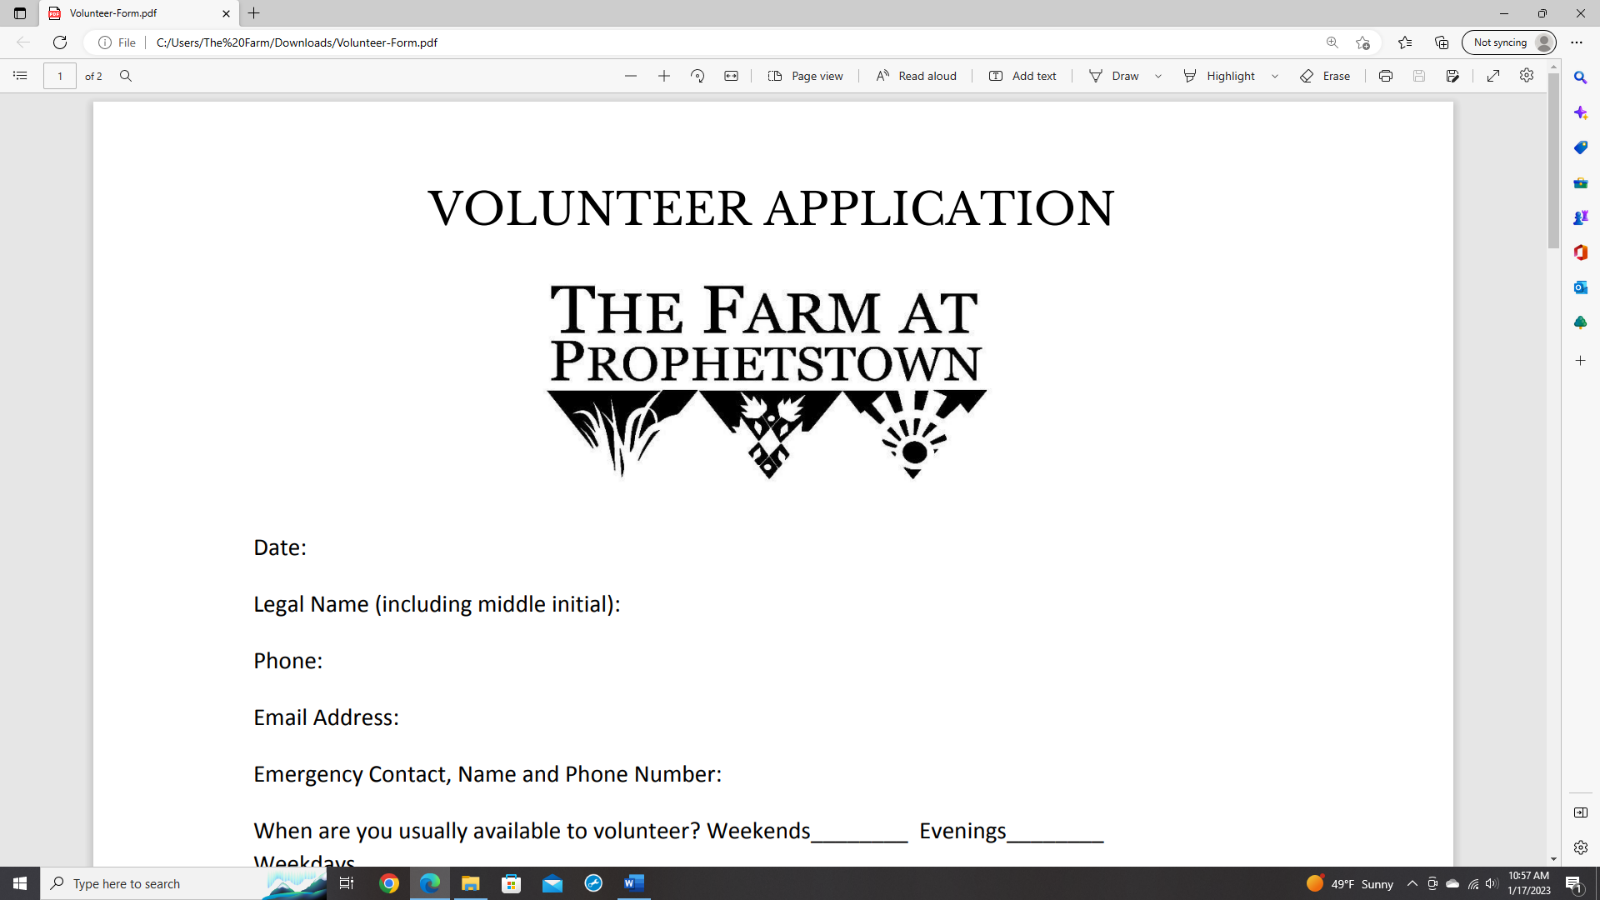 Volunteer-Form.pdf
File
C:/Users/The%20Farm/Downloads/Volunteer-Form.pdf
Not syncing
1 of 2
Page view
Read aloud
Add text
Draw
Highlight
Erase
VOLUNTEER APPLICATION
THE FARM AT
PROPHETSTOWN
Date:
Legal Name (including middle initial):
Phone:
Email Address:
Emergency Contact, Name and Phone Number:
When are you usually available to volunteer? Weekends________ Evenings________
Weekdays
Type here to search
49°F Sunny
10:57 AM
1/17/2023
1